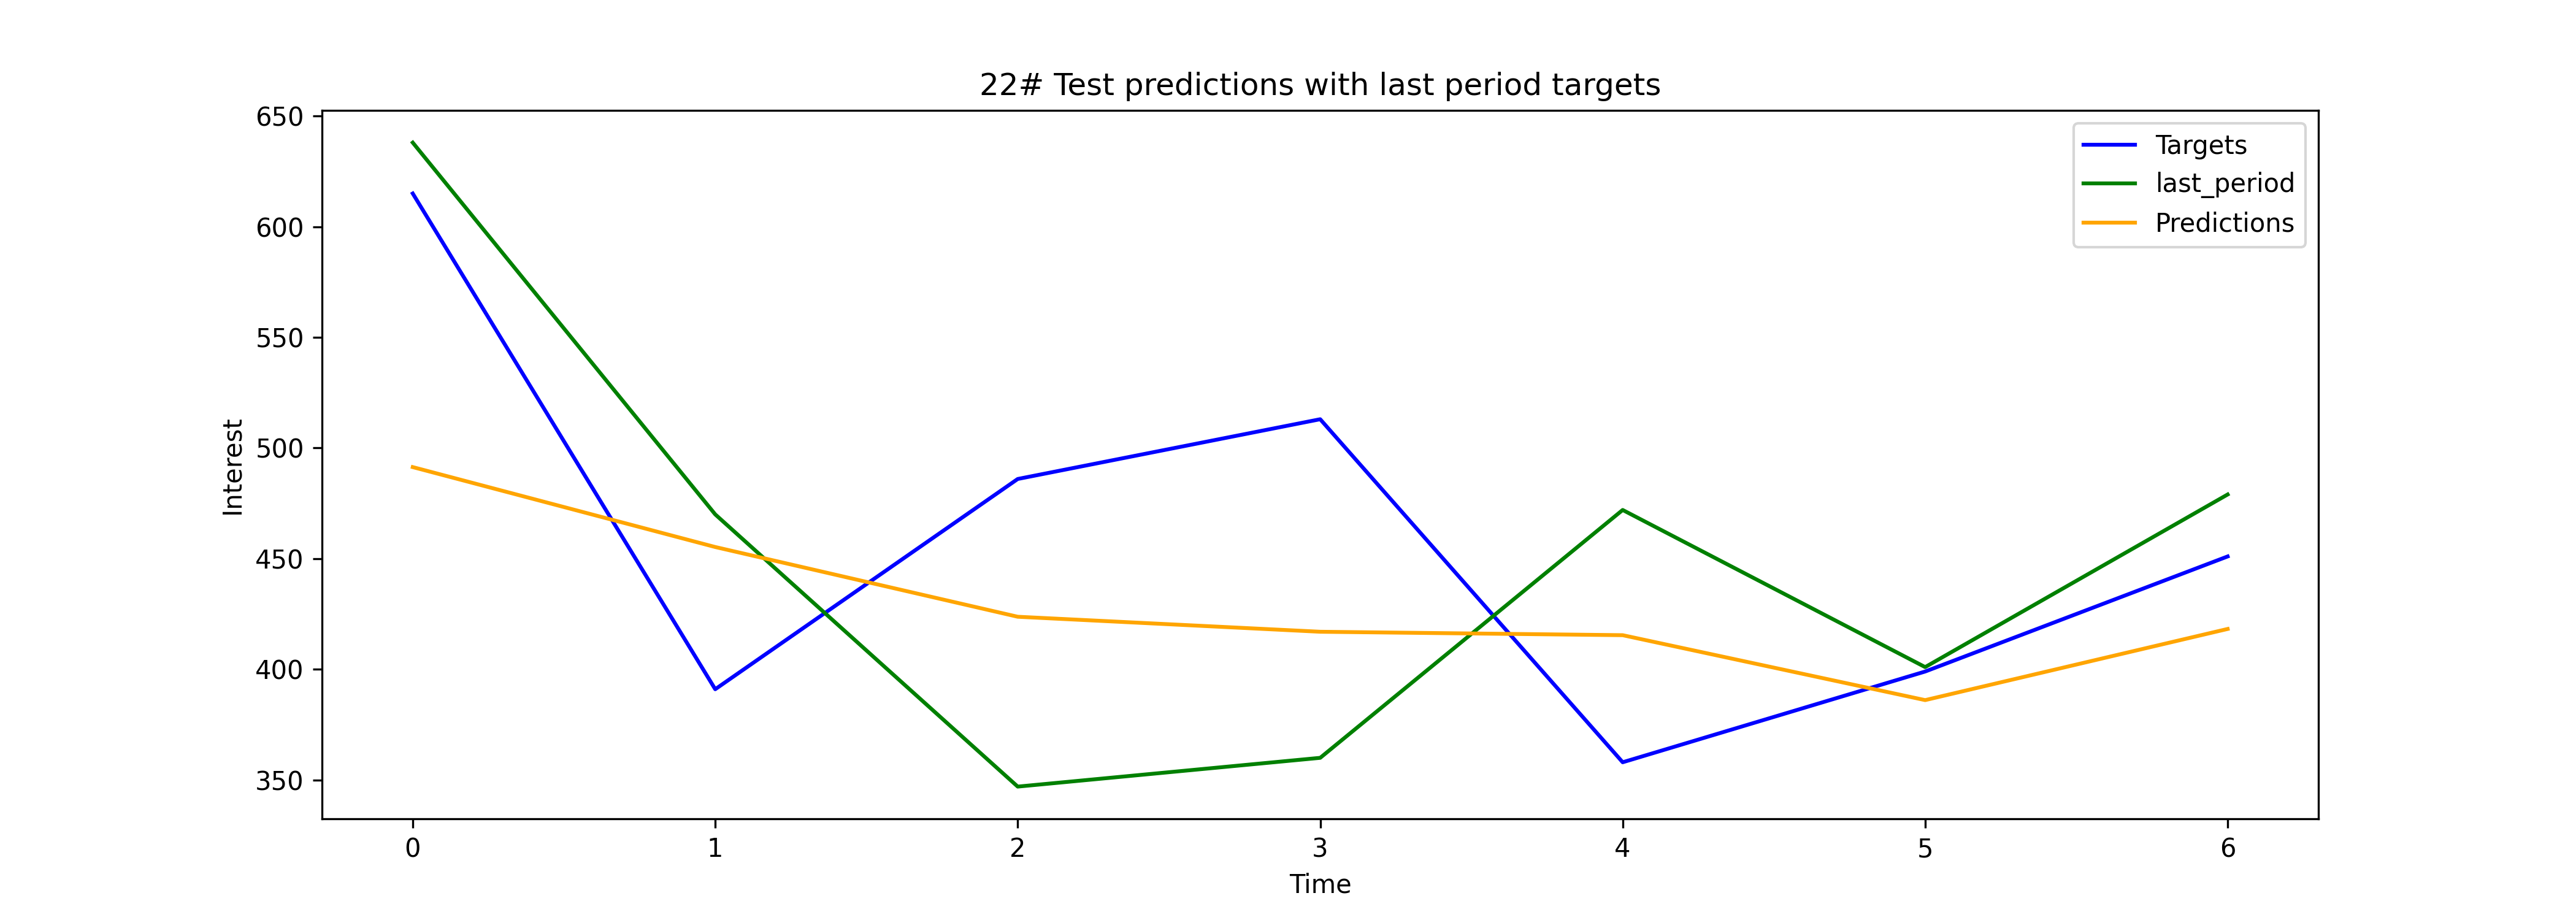 22# Test predictions with last period targets
650
600
550
500
450
400
350
Interest
Targets
last_period
Predictions
0 1 2 3 4 5 6
Time